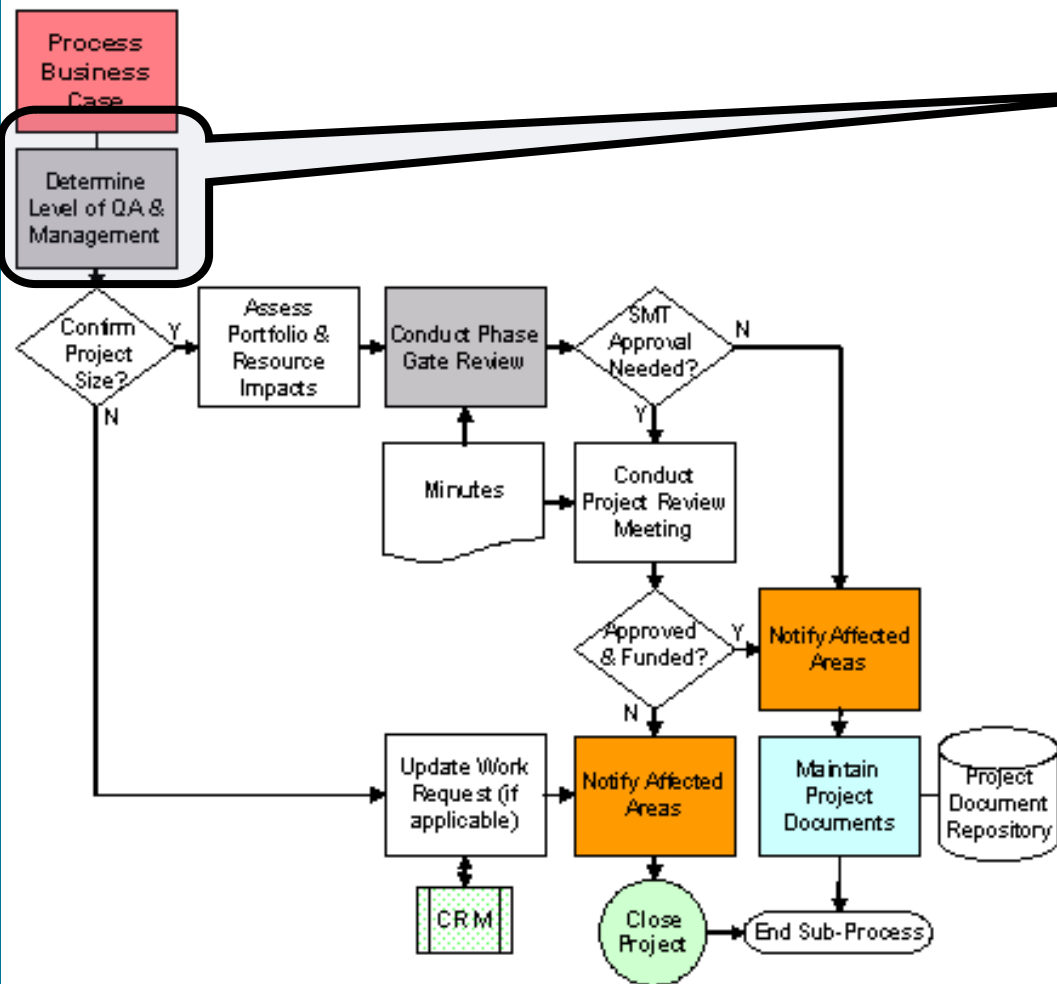 Process
Business
Case
Determine
Level of QA &
Management
Confirm
Project
Size?
Y
N
Assess
Portfolio &
Resource
Impacts
Conduct Phase
Gate Review
SMT
Approval
Needed?
N
Y
Minutes
Conduct
Project Review
Meeting
Approved
& Funded?
Y
N
Notify Affected
Areas
Update Work
Request (if
applicable)
Notify Affected
Areas
Maintain
Project
Documents
Project
Document
Repository
CRM
Close
Project
End Sub-Process